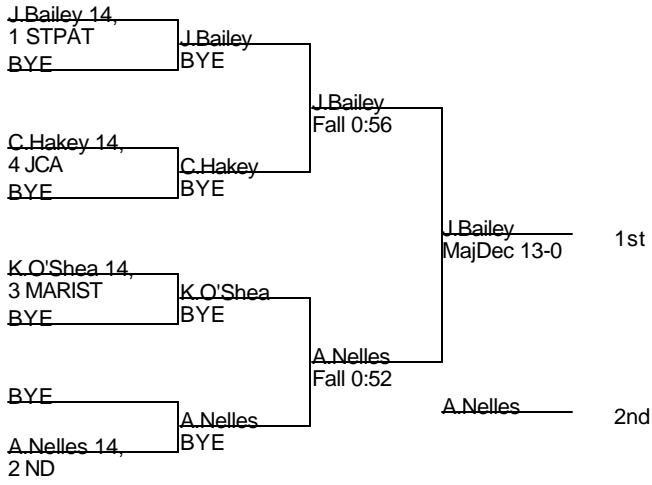 J.Bailey 14,
1 STPAT
BYE
J.Bailey
BYE
C.Hakey 14,
4 JCA
BYE
C.Hakey
BYE
J.Bailey
Fall 0:56
K.O'Shea 14,
3 MARIST
BYE
K.O'Shea
BYE
BYE
A.Nelles 14,
2 ND
A.Nelles
BYE
A.Nelles
Fall 0:52
J.Bailey
MajDec 13-0
1st
A.Nelles
2nd